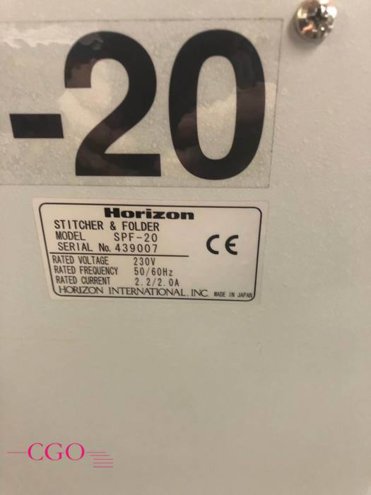 -20
Horizon
STITCHER & FOLDER
MODEL SPF-20
SERIAL No. 439007
RATED VOLTAGE 230V
RATED FREQUENCY 50/60Hz
RATED CURRENT 2.2/2.0A
HORIZON INTERNATIONAL, INC. MADE IN JAPAN
CE
CGO